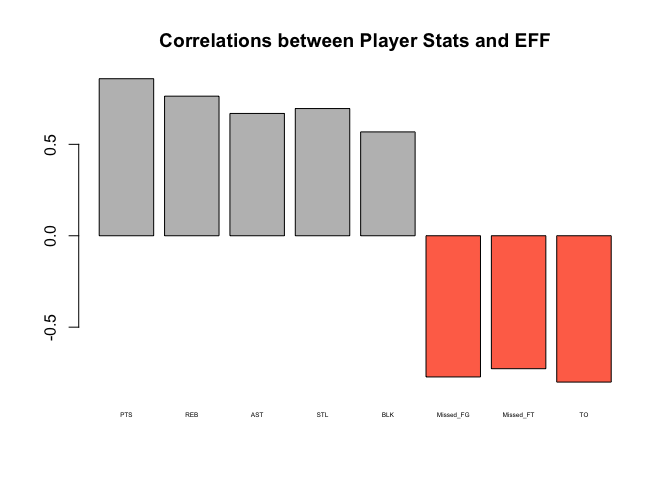 Correlations between Player Stats and EFF
0.5
0.0
-0.5
PTS REB AST STL BLK Missed_FG Missed_FT TO